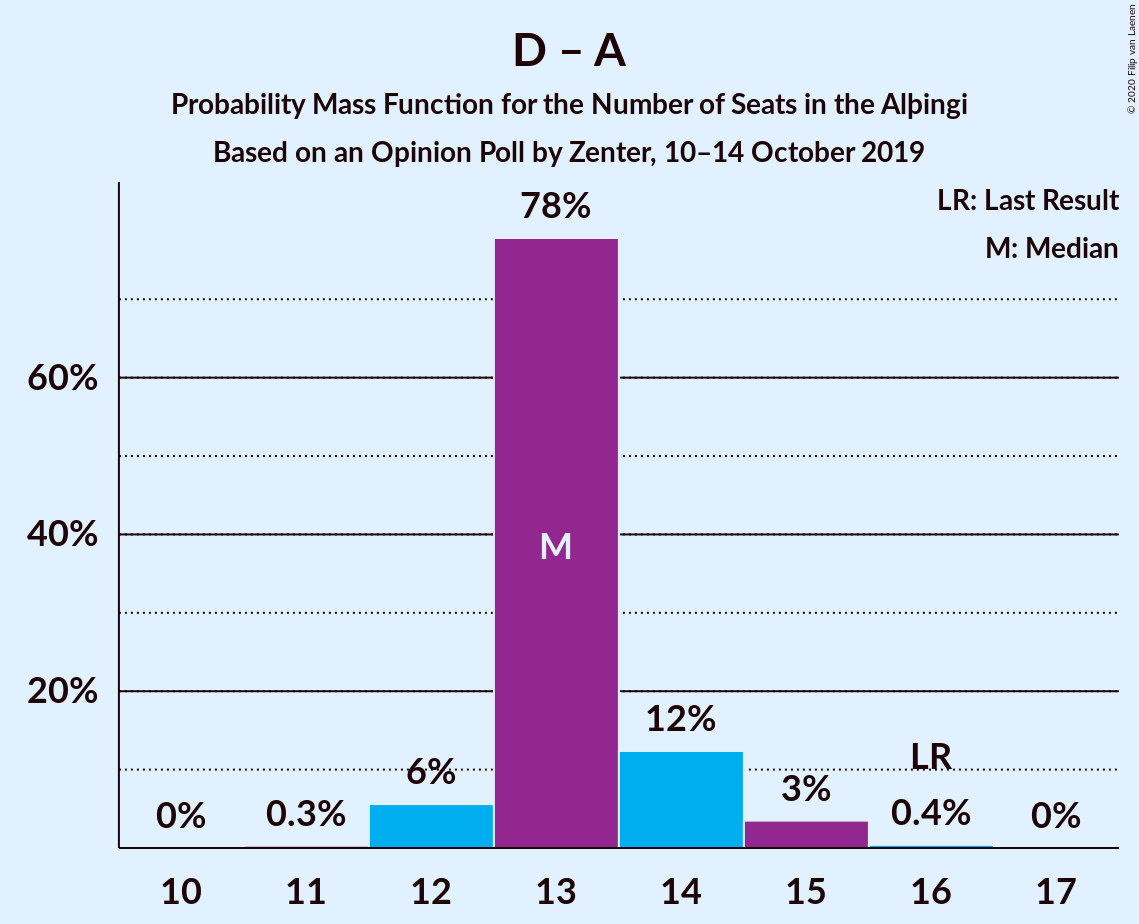 D – A
Probability Mass Function for the Number of Seats in the Alþingi
Based on an Opinion Poll by Zenter, 10–14 October 2019
© 2020 Filip van Laenen
LR: Last Result
M: Median
78%
60%
40%
20%
M
0%
0.3%
6%
12%
3%
LR
0.4%
0%
10 11 12 13 14 15 16 17